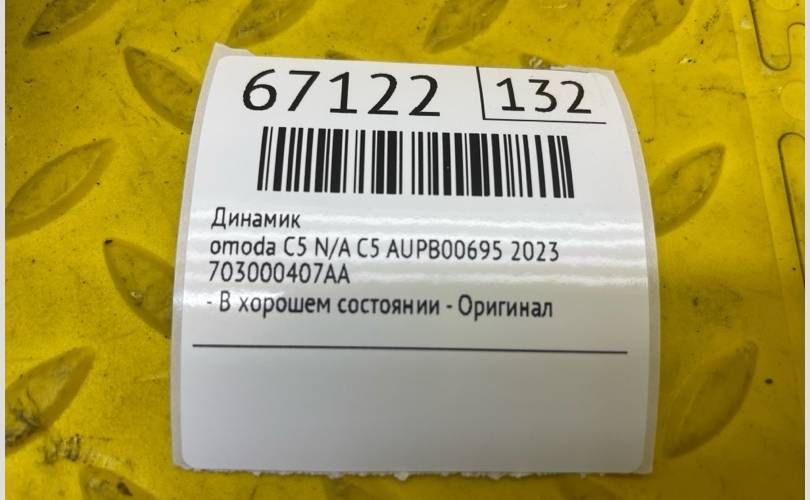 67122 132
Динамик
omoda C5 N/A C5 AUPB00695 2023
703000407AA
- В хорошем состоянии - Оригинал